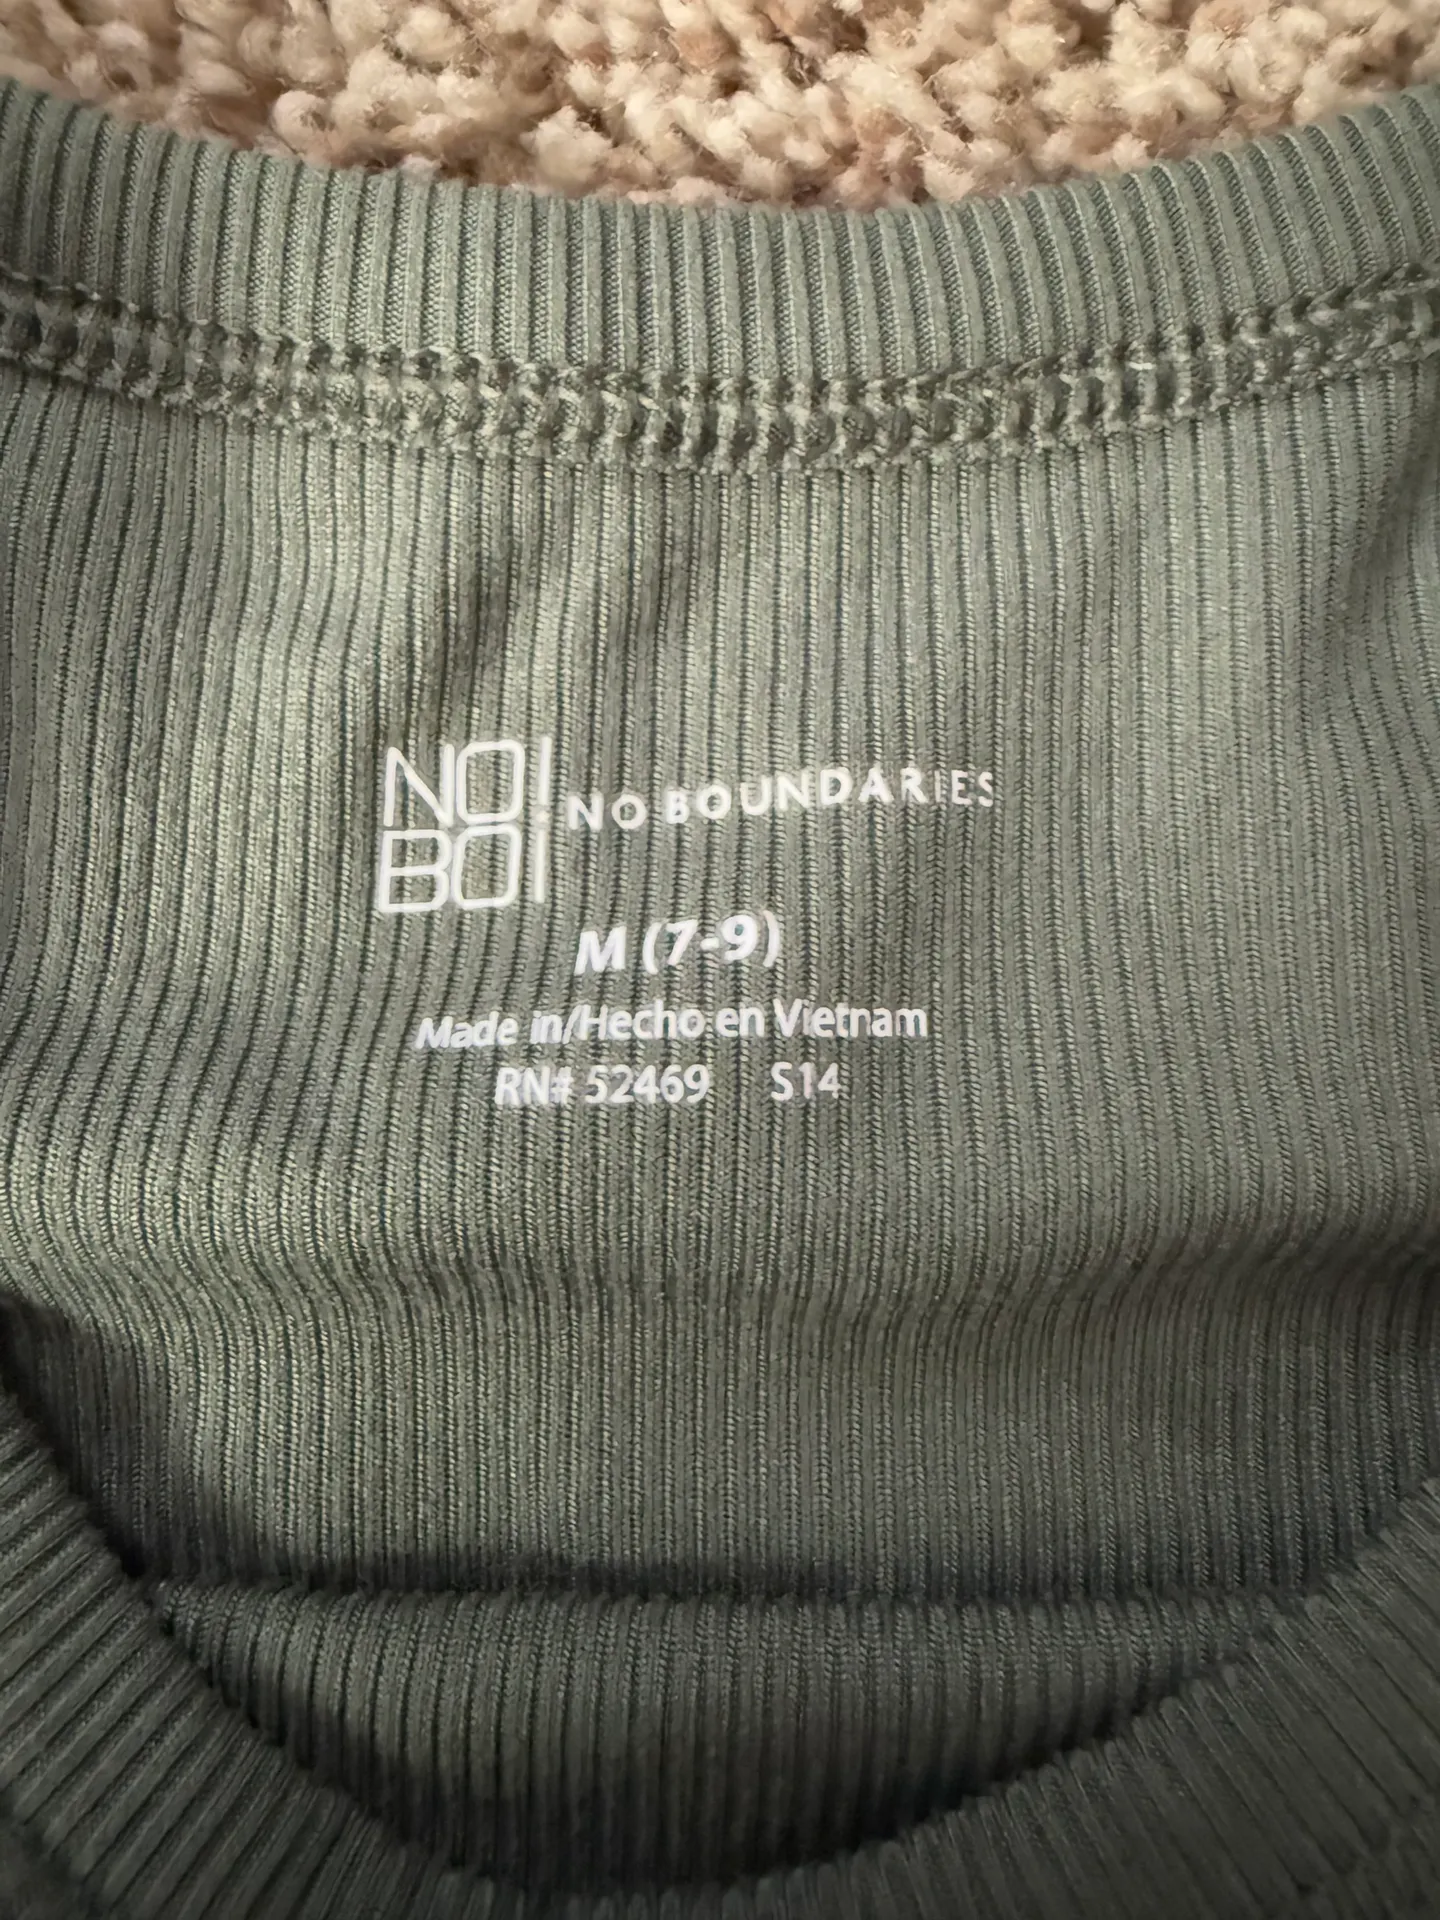 NO!
BO!
NO BOUNDARIES
M (7-9)
Made in/Hecho en Vietnam
RN# 52469 S14